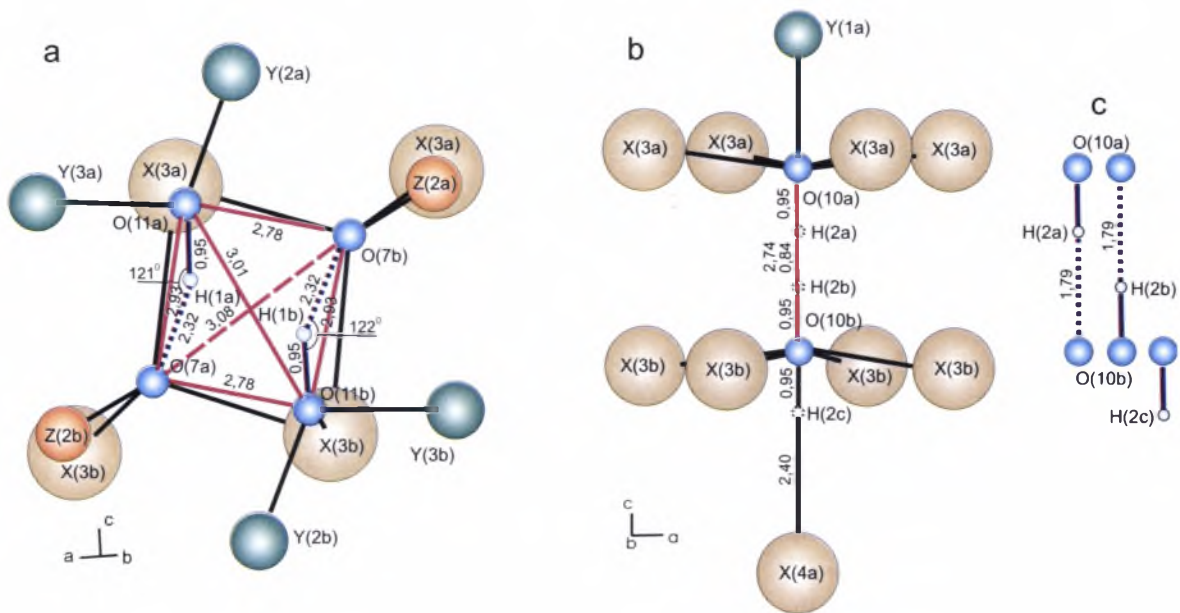 a
Y(2a)
X(3a)
X(3a)
Z(2a)
Y(3a)
O(11a)
2,78
O(7b)
0,95
3,01
121⁰
H(1a)
2,93
2,32
2,32
3,08
H(1b)
2,93
122⁰
0,95
O(7a)
2,78
O(11b)
Z(2b)
X(3b)
X(3b)
Y(3b)
Y(2b)
c
a
b
b
Y(1a)
X(3a)
X(3a)
X(3a)
X(3a)
O(10a)
0,95
H(2a)
2,74
0,84
H(2b)
0,95
O(10b)
X(3b)
X(3b)
X(3b)
X(3b)
0,95
H(2c)
2,40
X(4a)
c
b
a
c
O(10a)
H(2a)
1,79
1,79
H(2b)
O(10b)
H(2c)